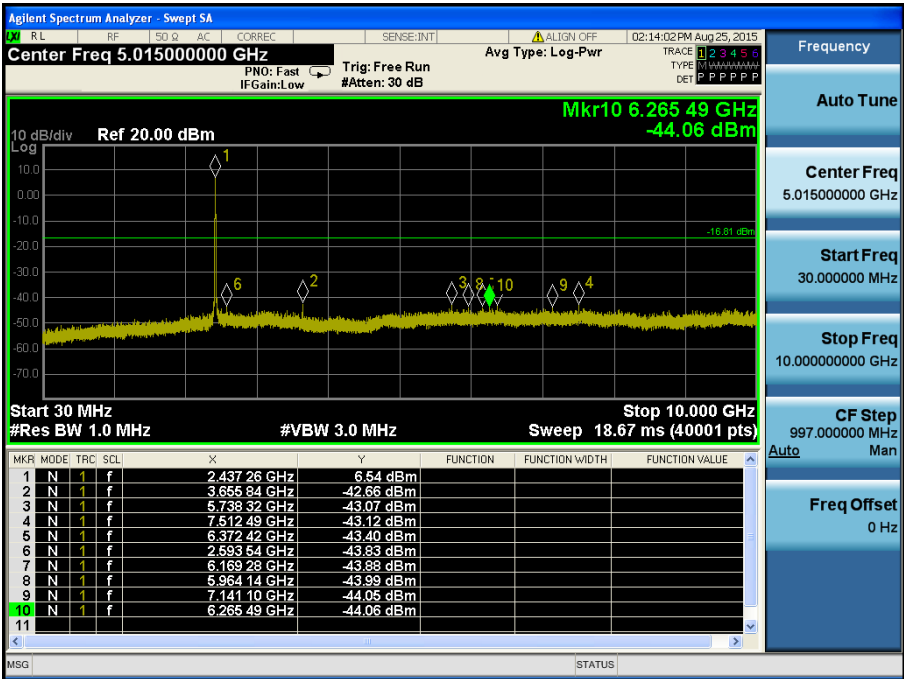 Agilent Spectrum Analyzer - Swept SA
LXI RL RF 50 Ω AC CORREC SENSE:INT ALIGN OFF 02:14:02 PM Aug 25, 2015
Center Freq 5.015000000 GHz
PNO: Fast
IFGain:Low
Trig: Free Run
#Atten: 30 dB
Avg Type: Log-Pwr
TRACE 1 2 3 4 5 6
TYPE M
DET P P P P P P
Mkr10 6.265 49 GHz
-44.06 dBm
10 dB/div Ref 20.00 dBm
Log
10.0
0.00
-10.0
-20.0
-30.0
-40.0
-50.0
-60.0
-70.0
1
-16.81 dBm
6
2
3
8
10
9
4
Start 30 MHz Stop 10.000 GHz
#Res BW 1.0 MHz #VBW 3.0 MHz Sweep 18.67 ms (40001 pts)
MKR MODE TRC SCL X Y FUNCTION FUNCTION WIDTH FUNCTION VALUE
1 N 1 f 2.437 26 GHz 6.54 dBm
2 N 1 f 3.655 84 GHz -42.66 dBm
3 N 1 f 5.738 32 GHz -43.07 dBm
4 N 1 f 7.512 49 GHz -43.12 dBm
5 N 1 f 6.372 42 GHz -43.40 dBm
6 N 1 f 2.593 54 GHz -43.83 dBm
7 N 1 f 6.169 28 GHz -43.88 dBm
8 N 1 f 5.964 14 GHz -43.99 dBm
9 N 1 f 7.141 10 GHz -44.05 dBm
10 N 1 f 6.265 49 GHz -44.06 dBm
11
MSG STATUS
Frequency
Auto Tune
Center Freq
5.015000000 GHz
Start Freq
30.000000 MHz
Stop Freq
10.000000000 GHz
CF Step
997.000000 MHz
Auto Man
Freq Offset
0 Hz